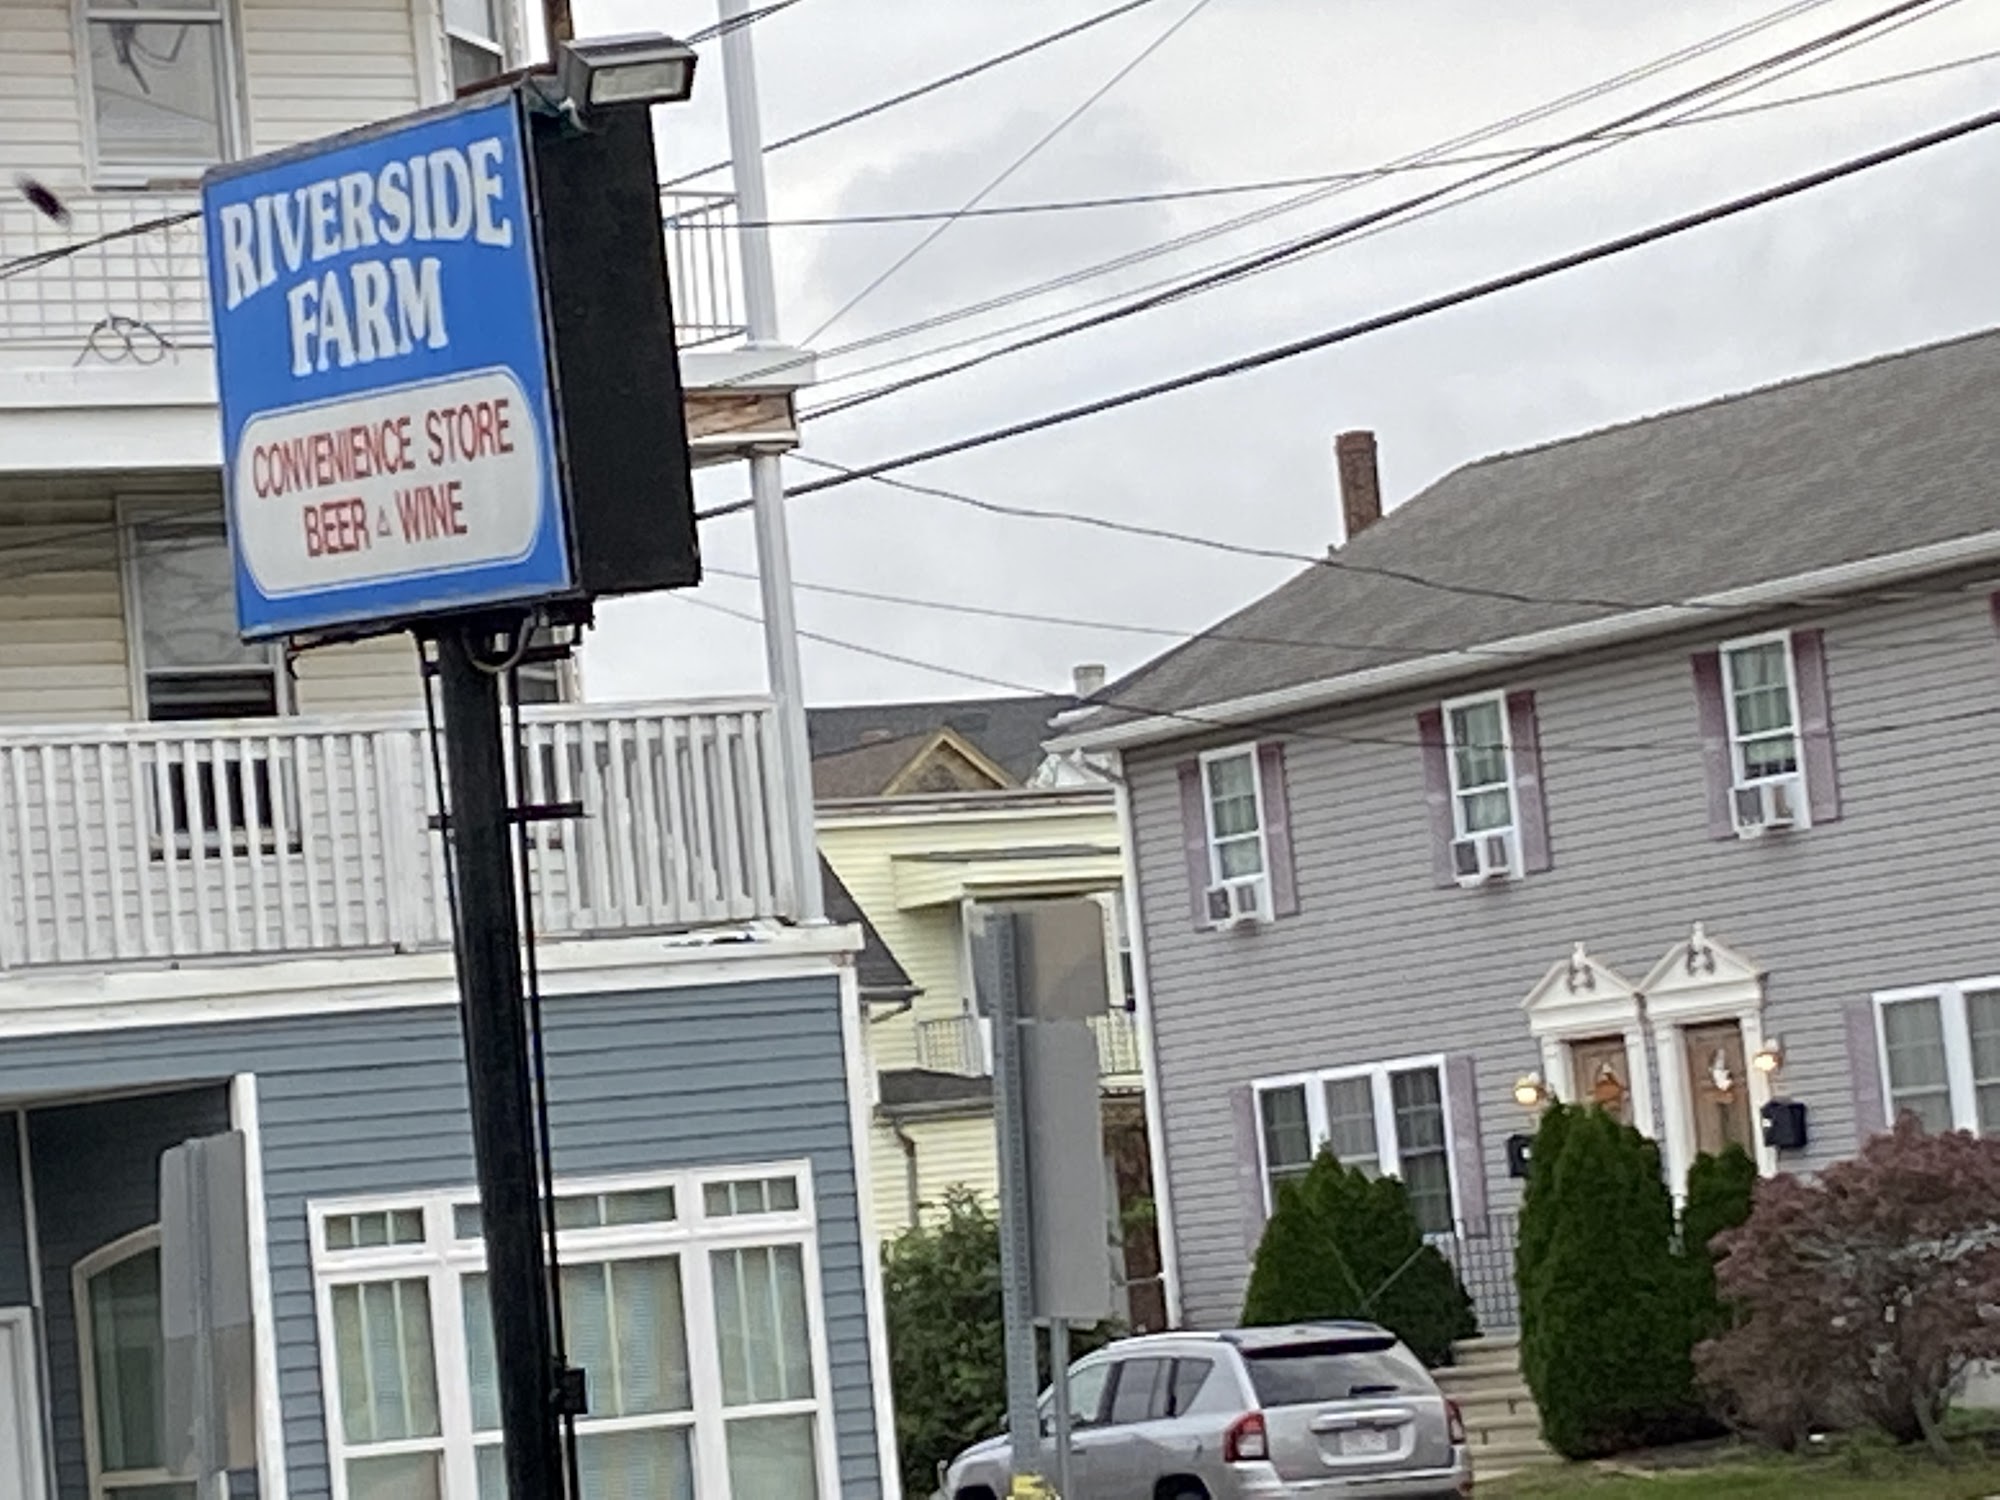 RIVERSIDE
FARM
CONVENIENCE STORE
BEER & WINE